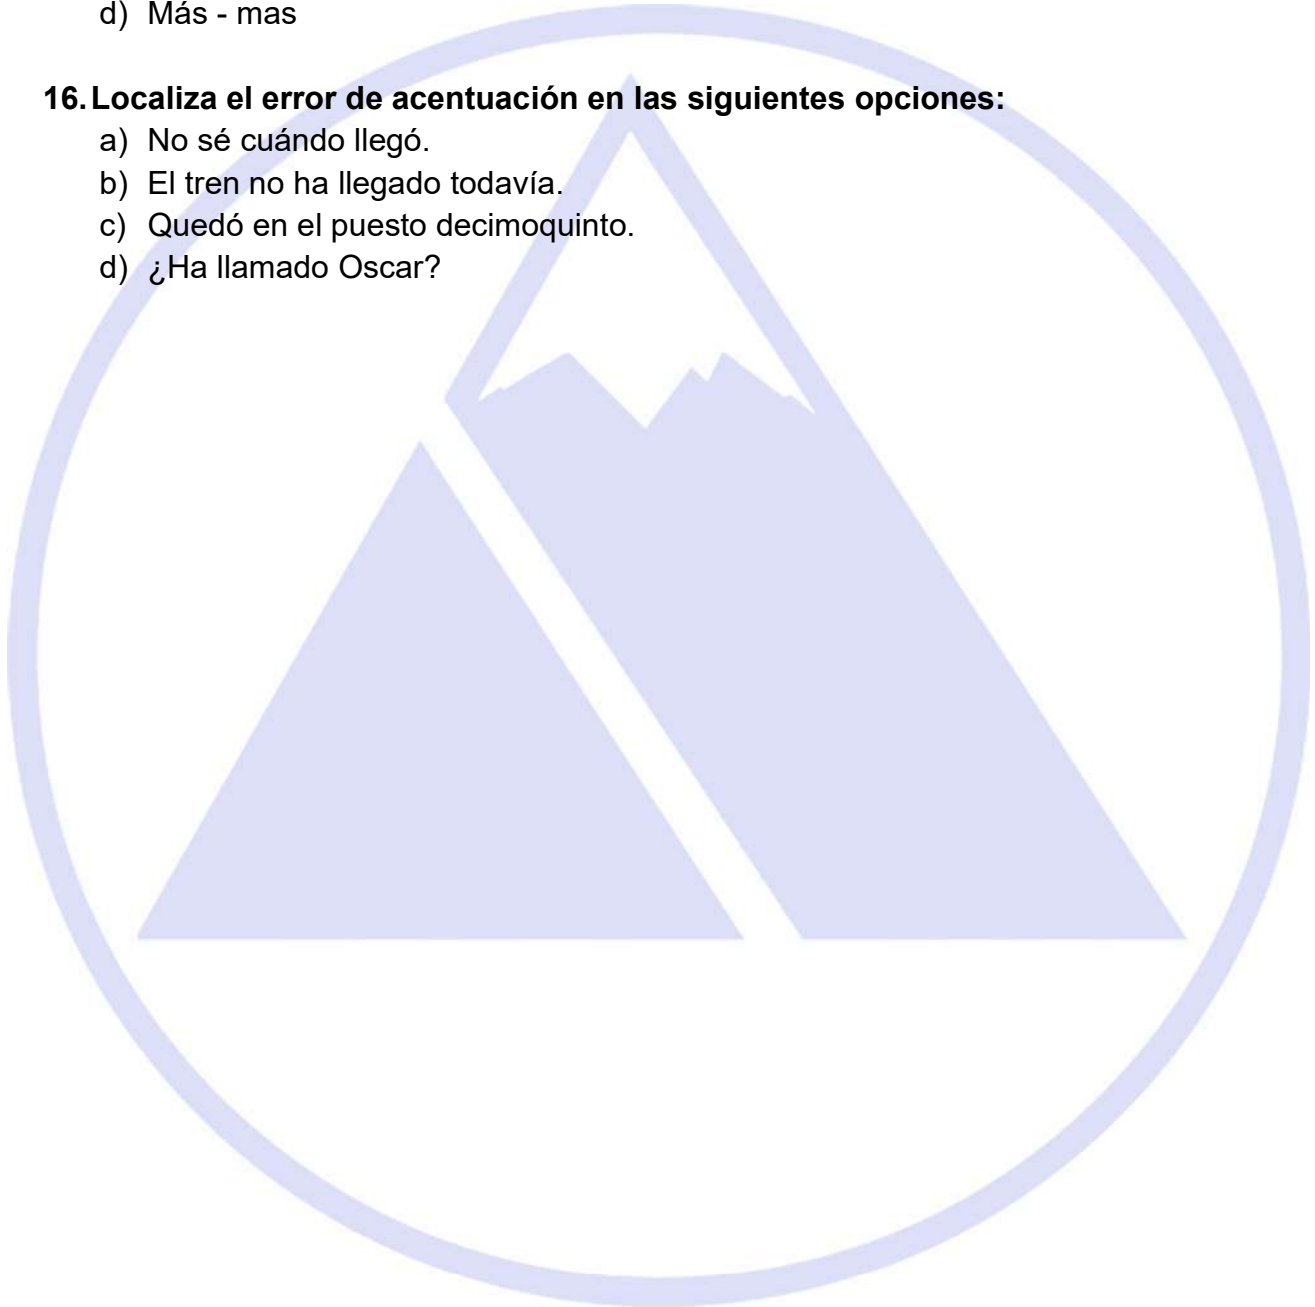 d) Más - mas
16. Localiza el error de acentuación en las siguientes opciones:
a) No sé cuándo llegó.
b) El tren no ha llegado todavía.
c) Quedó en el puesto decimoquinto.
d) ¿Ha llamado Oscar?